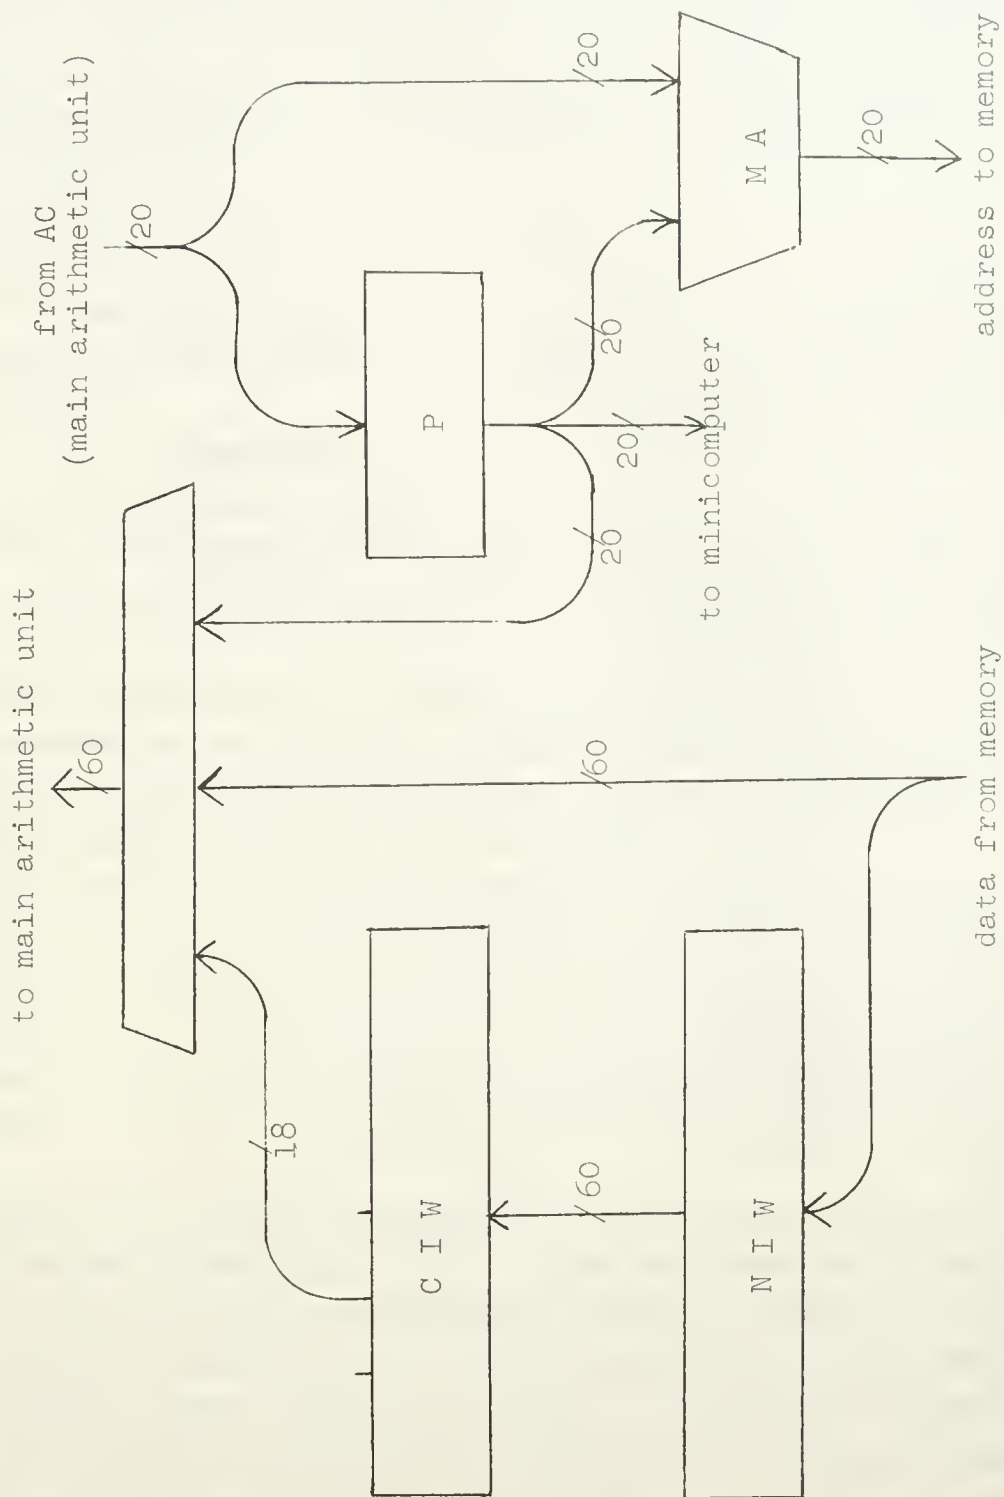 to main arithmetic unit
60
from AC
(main arithmetic unit)
20
20
18
C I W
P
60
20
20
20
60
M A
N I W
20
to minicomputer
data from memory
address to memory